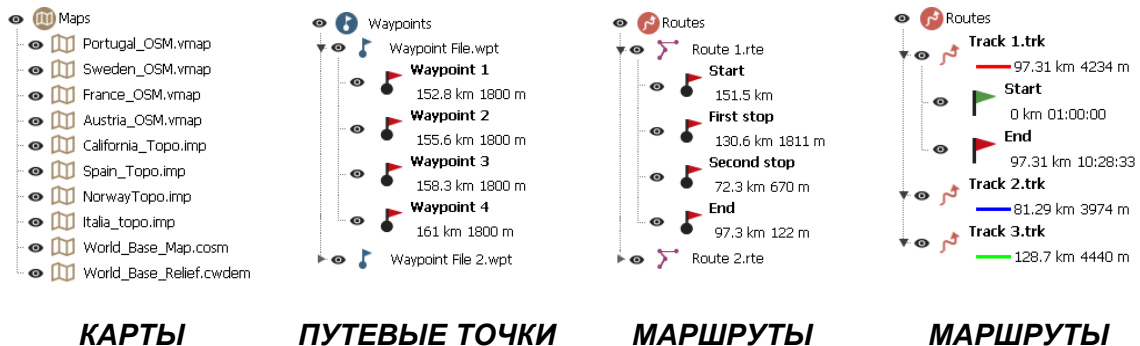 Maps
Portugal_OSM.vmap
Sweden_OSM.vmap
France_OSM.vmap
Austria_OSM.vmap
California_Topo.imp
Spain_Topo.imp
NorwayTopo.imp
Italia_topo.imp
World_Base_Map.cosm
World_Base_Relief.cwdem
КАРТЫ
Waypoints
Waypoint File.wpt
Waypoint 1
152.8 km 1800 m
Waypoint 2
155.6 km 1800 m
Waypoint 3
158.3 km 1800 m
Waypoint 4
161 km 1800 m
Waypoint File 2.wpt
ПУТЕВЫЕ ТОЧКИ
Routes
Route 1.rte
Start
151.5 km
First stop
130.6 km 1811 m
Second stop
72.3 km 670 m
End
97.3 km 122 m
Route 2.rte
МАРШРУТЫ
Routes
Track 1.trk
97.31 km 4234 m
Start
0 km 01:00:00
End
97.31 km 10:28:33
Track 2.trk
81.29 km 3974 m
Track 3.trk
128.7 km 4440 m
МАРШРУТЫ